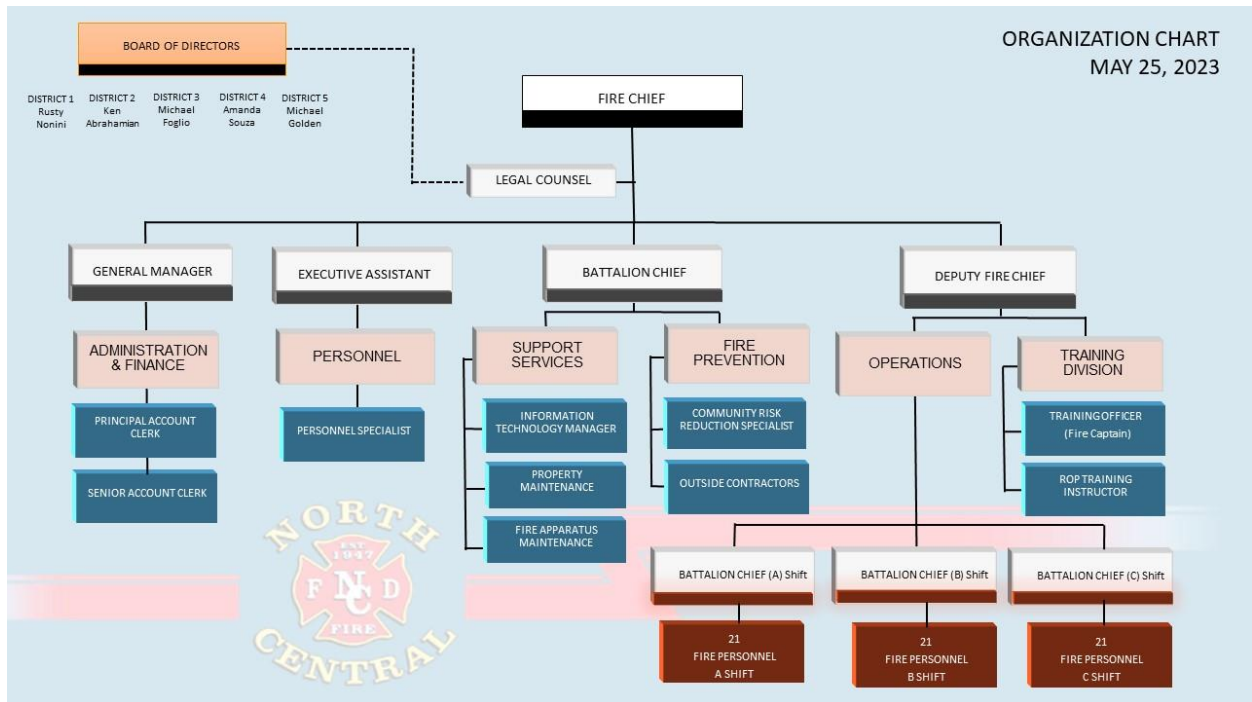 BOARD OF DIRECTORS
ORGANIZATION CHART
MAY 25, 2023
DISTRICT 1
Rusty
Nonini
DISTRICT 2
Ken
Abrahamian
DISTRICT 3
Michael
Foglio
DISTRICT 4
Amanda
Souza
DISTRICT 5
Michael
Golden
FIRE CHIEF
LEGAL COUNSEL
GENERAL MANAGER
EXECUTIVE ASSISTANT
BATTALION CHIEF
DEPUTY FIRE CHIEF
ADMINISTRATION
& FINANCE
PERSONNEL
SUPPORT
SERVICES
FIRE
PREVENTION
OPERATIONS
TRAINING
DIVISION
PRINCIPAL ACCOUNT
CLERK
SENIOR ACCOUNT CLERK
PERSONNEL SPECIALIST
INFORMATION
TECHNOLOGY MANAGER
PROPERTY
MAINTENANCE
FIRE APPARATUS
MAINTENANCE
COMMUNITY RISK
REDUCTION SPECIALIST
OUTSIDE CONTRACTORS
TRAINING OFFICER
(Fire Captain)
ROP TRAINING
INSTRUCTOR
BATTALION CHIEF (A) Shift
BATTALION CHIEF (B) Shift
BATTALION CHIEF (C) Shift
21
FIRE PERSONNEL
A SHIFT
21
FIRE PERSONNEL
B SHIFT
21
FIRE PERSONNEL
C SHIFT
NORTH
EST
1947
F NC D
FIRE
CENTRAL